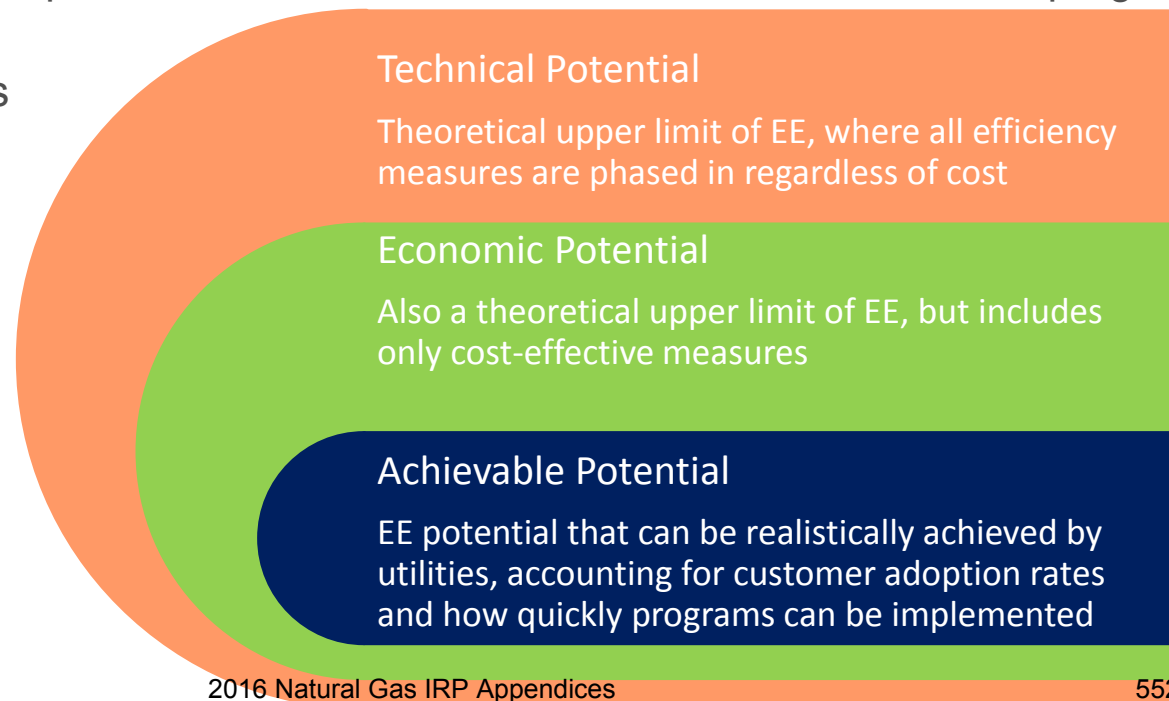 Technical Potential
Theoretical upper limit of EE, where all efficiency
measures are phased in regardless of cost
Economic Potential
Also a theoretical upper limit of EE, but includes
only cost-effective measures
Achievable Potential
EE potential that can be realistically achieved by
utilities, accounting for customer adoption rates
and how quickly programs can be implemented
2016 Natural Gas IRP Appendices 552